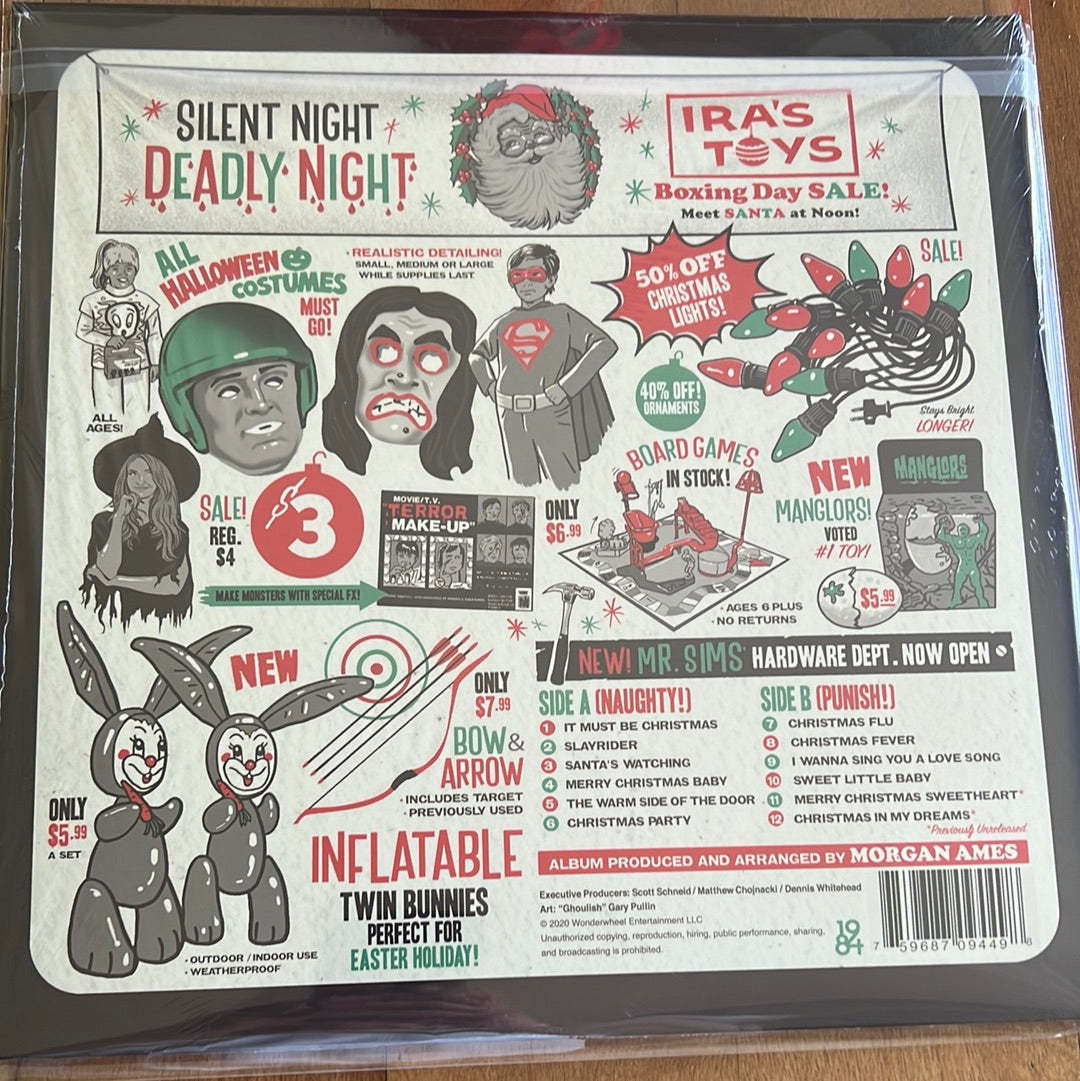 SILENT NIGHT
DEADLY NIGHT
IRA'S
TOYS
Boxing Day SALE!
Meet SANTA at Noon!
ALL
HALLOWEEN
COSTUMES
MUST
GO!
• REALISTIC DETAILING!
SMALL, MEDIUM OR LARGE
WHILE SUPPLIES LAST
S
50% OFF
CHRISTMAS
LIGHTS!
SALE!
40% OFF!
ORNAMENTS
Stays Bright
LONGER!
ALL
AGES!
SALE!
REG.
$4
$3
MAKE MONSTERS WITH SPECIAL FX!
MOVIE/T.V.
"TERROR
MAKE-UP"
ONLY
$6.99
BOARD GAMES
IN STOCK!
• AGES 6 PLUS
• NO RETURNS
NEW
MANGLORS!
VOTED
#1 TOY!
MANGLORS
$5.99
NEW
ONLY
$7.99
BOW &
ARROW
• INCLUDES TARGET
• PREVIOUSLY USED
ONLY
$5.99
A SET
INFLATABLE
TWIN BUNNIES
PERFECT FOR
EASTER HOLIDAY!
• OUTDOOR / INDOOR USE
• WEATHERPROOF
NEW! MR. SIMS' HARDWARE DEPT. NOW OPEN
SIDE A (NAUGHTY!)
1 IT MUST BE CHRISTMAS
2 SLAYRIDER
3 SANTA'S WATCHING
4 MERRY CHRISTMAS BABY
5 THE WARM SIDE OF THE DOOR
6 CHRISTMAS PARTY
SIDE B (PUNISH!)
7 CHRISTMAS FLU
8 CHRISTMAS FEVER
9 I WANNA SING YOU A LOVE SONG
10 SWEET LITTLE BABY
11 MERRY CHRISTMAS SWEETHEART*
12 CHRISTMAS IN MY DREAMS*
*Previously Unreleased
ALBUM PRODUCED AND ARRANGED BY MORGAN AMES
Executive Producers: Scott Schneid / Matthew Chojnacki / Dennis Whitehead
Art: "Ghoulish" Gary Pullin
© 2020 Wonderwheel Entertainment LLC
Unauthorized copying, reproduction, hiring, public performance, sharing,
and broadcasting is prohibited.
19
84
7 59687 09449 8